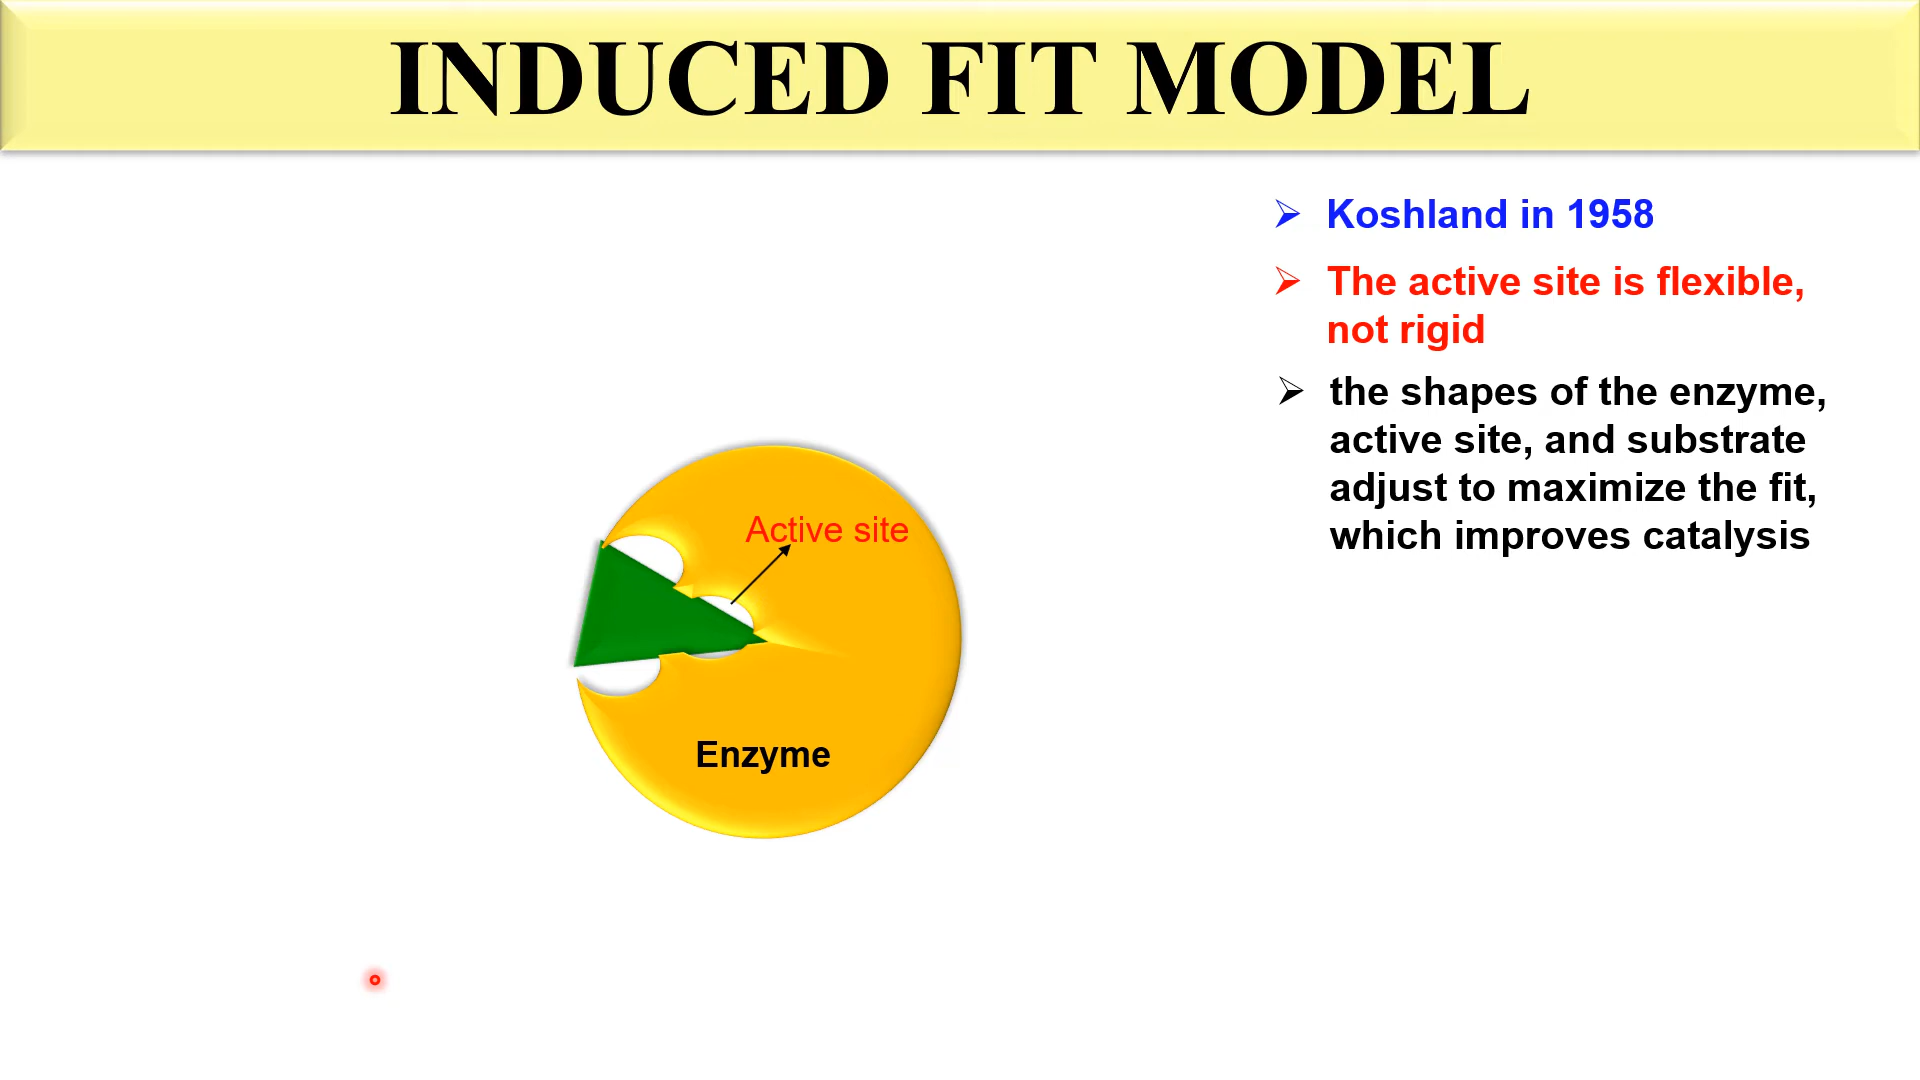 INDUCED FIT MODEL
Koshland in 1958
The active site is flexible,
not rigid
the shapes of the enzyme,
active site, and substrate
adjust to maximize the fit,
which improves catalysis
Active site
Enzyme